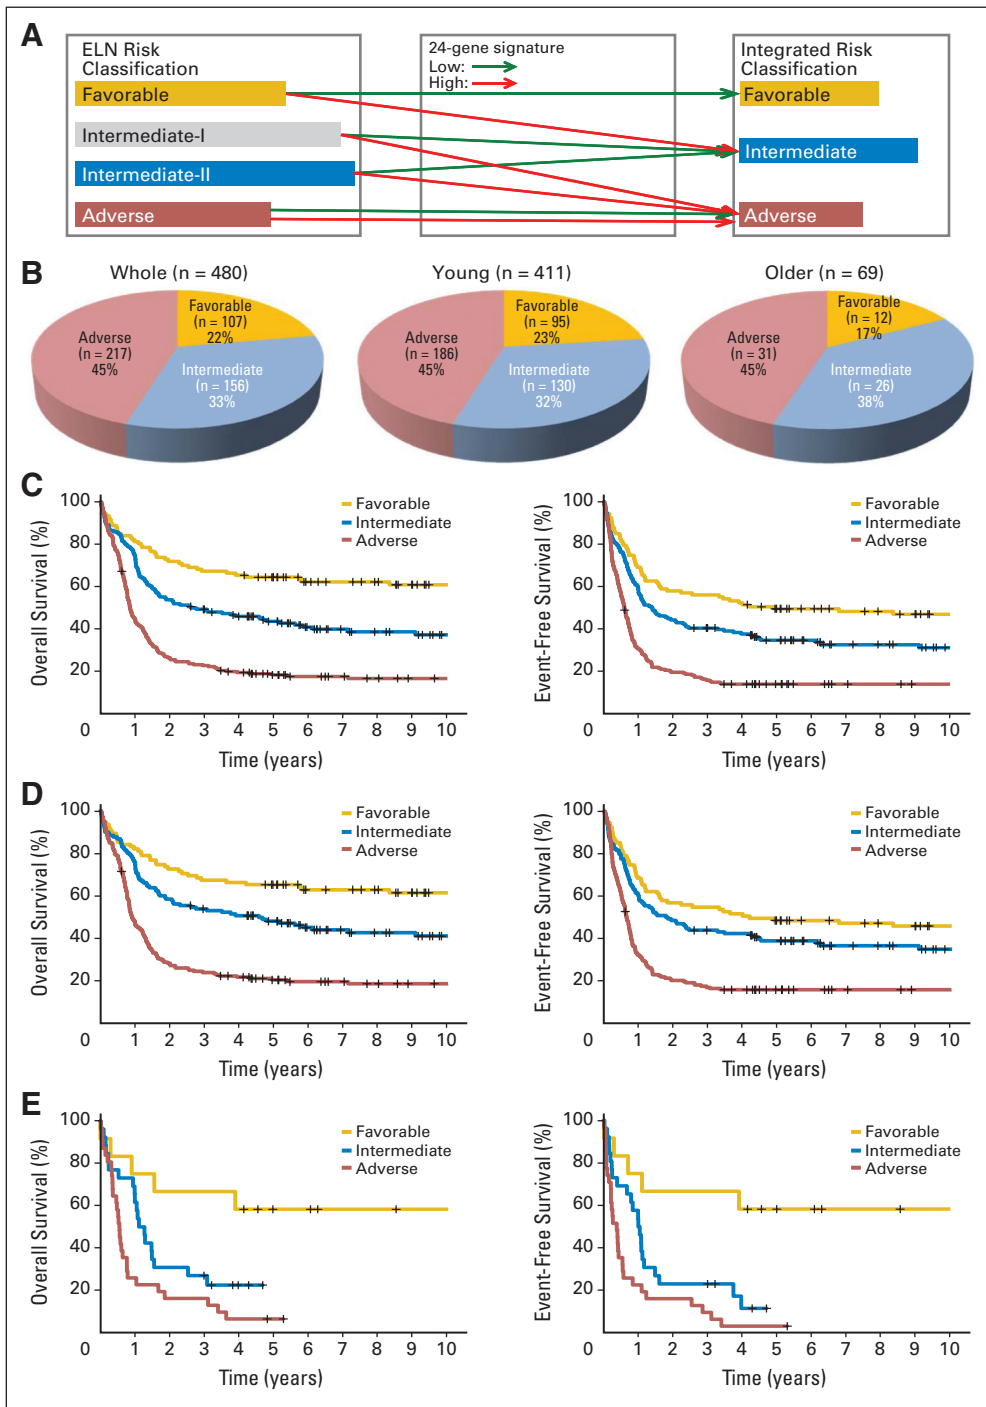 A
ELN Risk
Classification
Favorable
Intermediate-I
Intermediate-II
Adverse
24-gene signature
Low:
High:
Integrated Risk
Classification
Favorable
Intermediate
Adverse
B
Whole (n = 480)
Favorable
(n = 107)
22%
Adverse
(n = 217)
45%
Intermediate
(n = 156)
33%
Young (n = 411)
Favorable
(n = 95)
23%
Adverse
(n = 186)
45%
Intermediate
(n = 130)
32%
Older (n = 69)
Favorable
(n = 12)
17%
Adverse
(n = 31)
45%
Intermediate
(n = 26)
38%
C
Overall Survival (%)
100
80
60
40
20
0 1 2 3 4 5 6 7 8 9 10
Time (years)
Favorable
Intermediate
Adverse
Event-Free Survival (%)
100
80
60
40
20
0 1 2 3 4 5 6 7 8 9 10
Time (years)
Favorable
Intermediate
Adverse
D
Overall Survival (%)
100
80
60
40
20
0 1 2 3 4 5 6 7 8 9 10
Time (years)
Favorable
Intermediate
Adverse
Event-Free Survival (%)
100
80
60
40
20
0 1 2 3 4 5 6 7 8 9 10
Time (years)
Favorable
Intermediate
Adverse
E
Overall Survival (%)
100
80
60
40
20
0 1 2 3 4 5 6 7 8 9 10
Time (years)
Favorable
Intermediate
Adverse
Event-Free Survival (%)
100
80
60
40
20
0 1 2 3 4 5 6 7 8 9 10
Time (years)
Favorable
Intermediate
Adverse